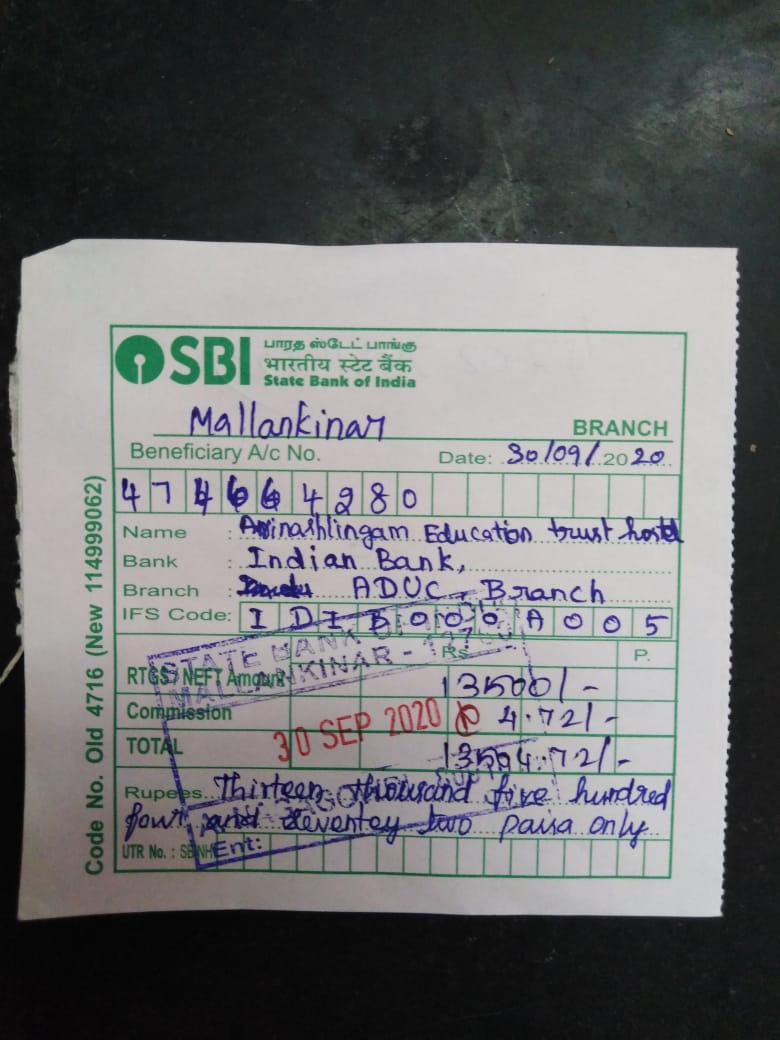 SBI
பாரத ஸ்டேட் பாங்கு
भारतीय स्टेट बैंक
State Bank of India
Mallankinar BRANCH
Beneficiary A/c No. Date: 30/09/2020
Name : Avinashlingam Education trust hostel
Bank : Indian Bank,
Branch : ADUC, Branch
IFS Code: IDIB000A005
Rs. P.
RTGS / NEFT Amount 13500/-
Commission 4.72/-
TOTAL 13504.72/-
Rupees Thirteen thousand five hundred
four and seventey two paisa only
UTR No. : SBINH
Code No. Old 4716 (New 114999062)
STATE BANK OF
MALLANKINAR -
30 SEP 2020
Ent: